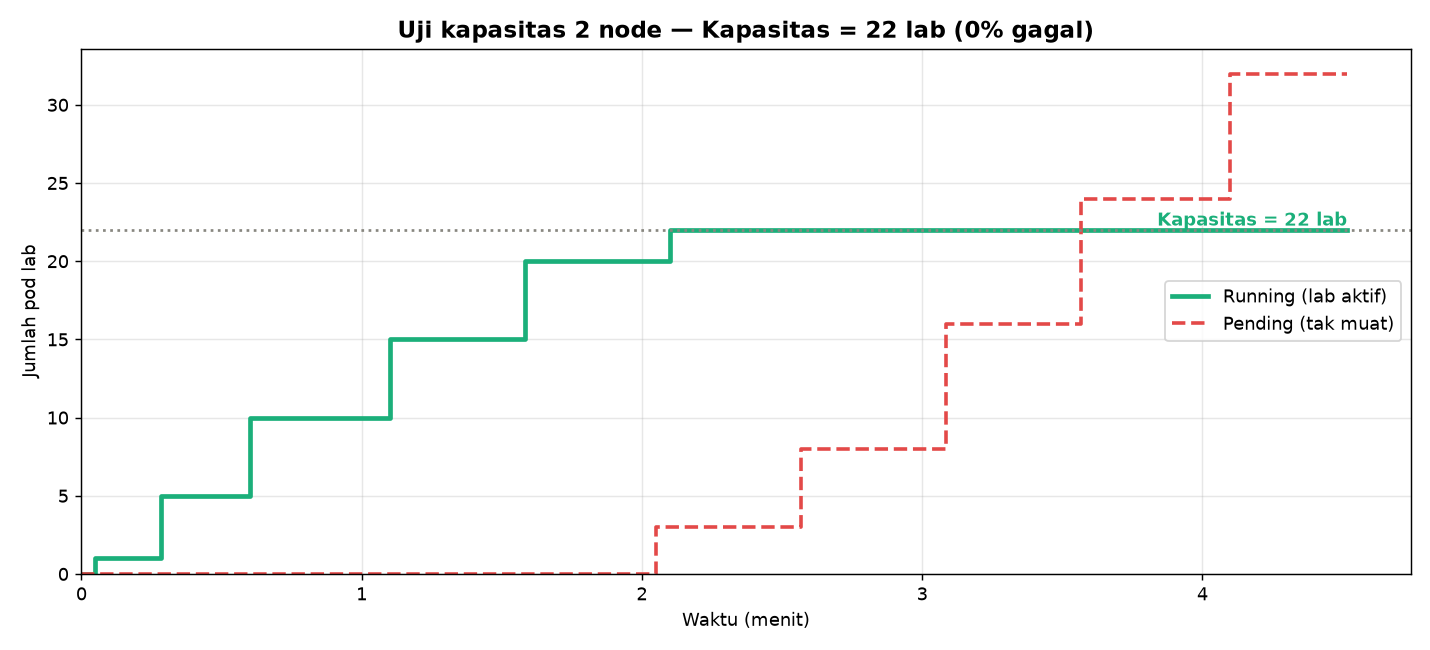 Uji kapasitas 2 node — Kapasitas = 22 lab (0% gagal)
30
25
20
15
10
5
0
Jumlah pod lab
Kapasitas = 22 lab
Running (lab aktif)
Pending (tak muat)
0 1 2 3 4
Waktu (menit)